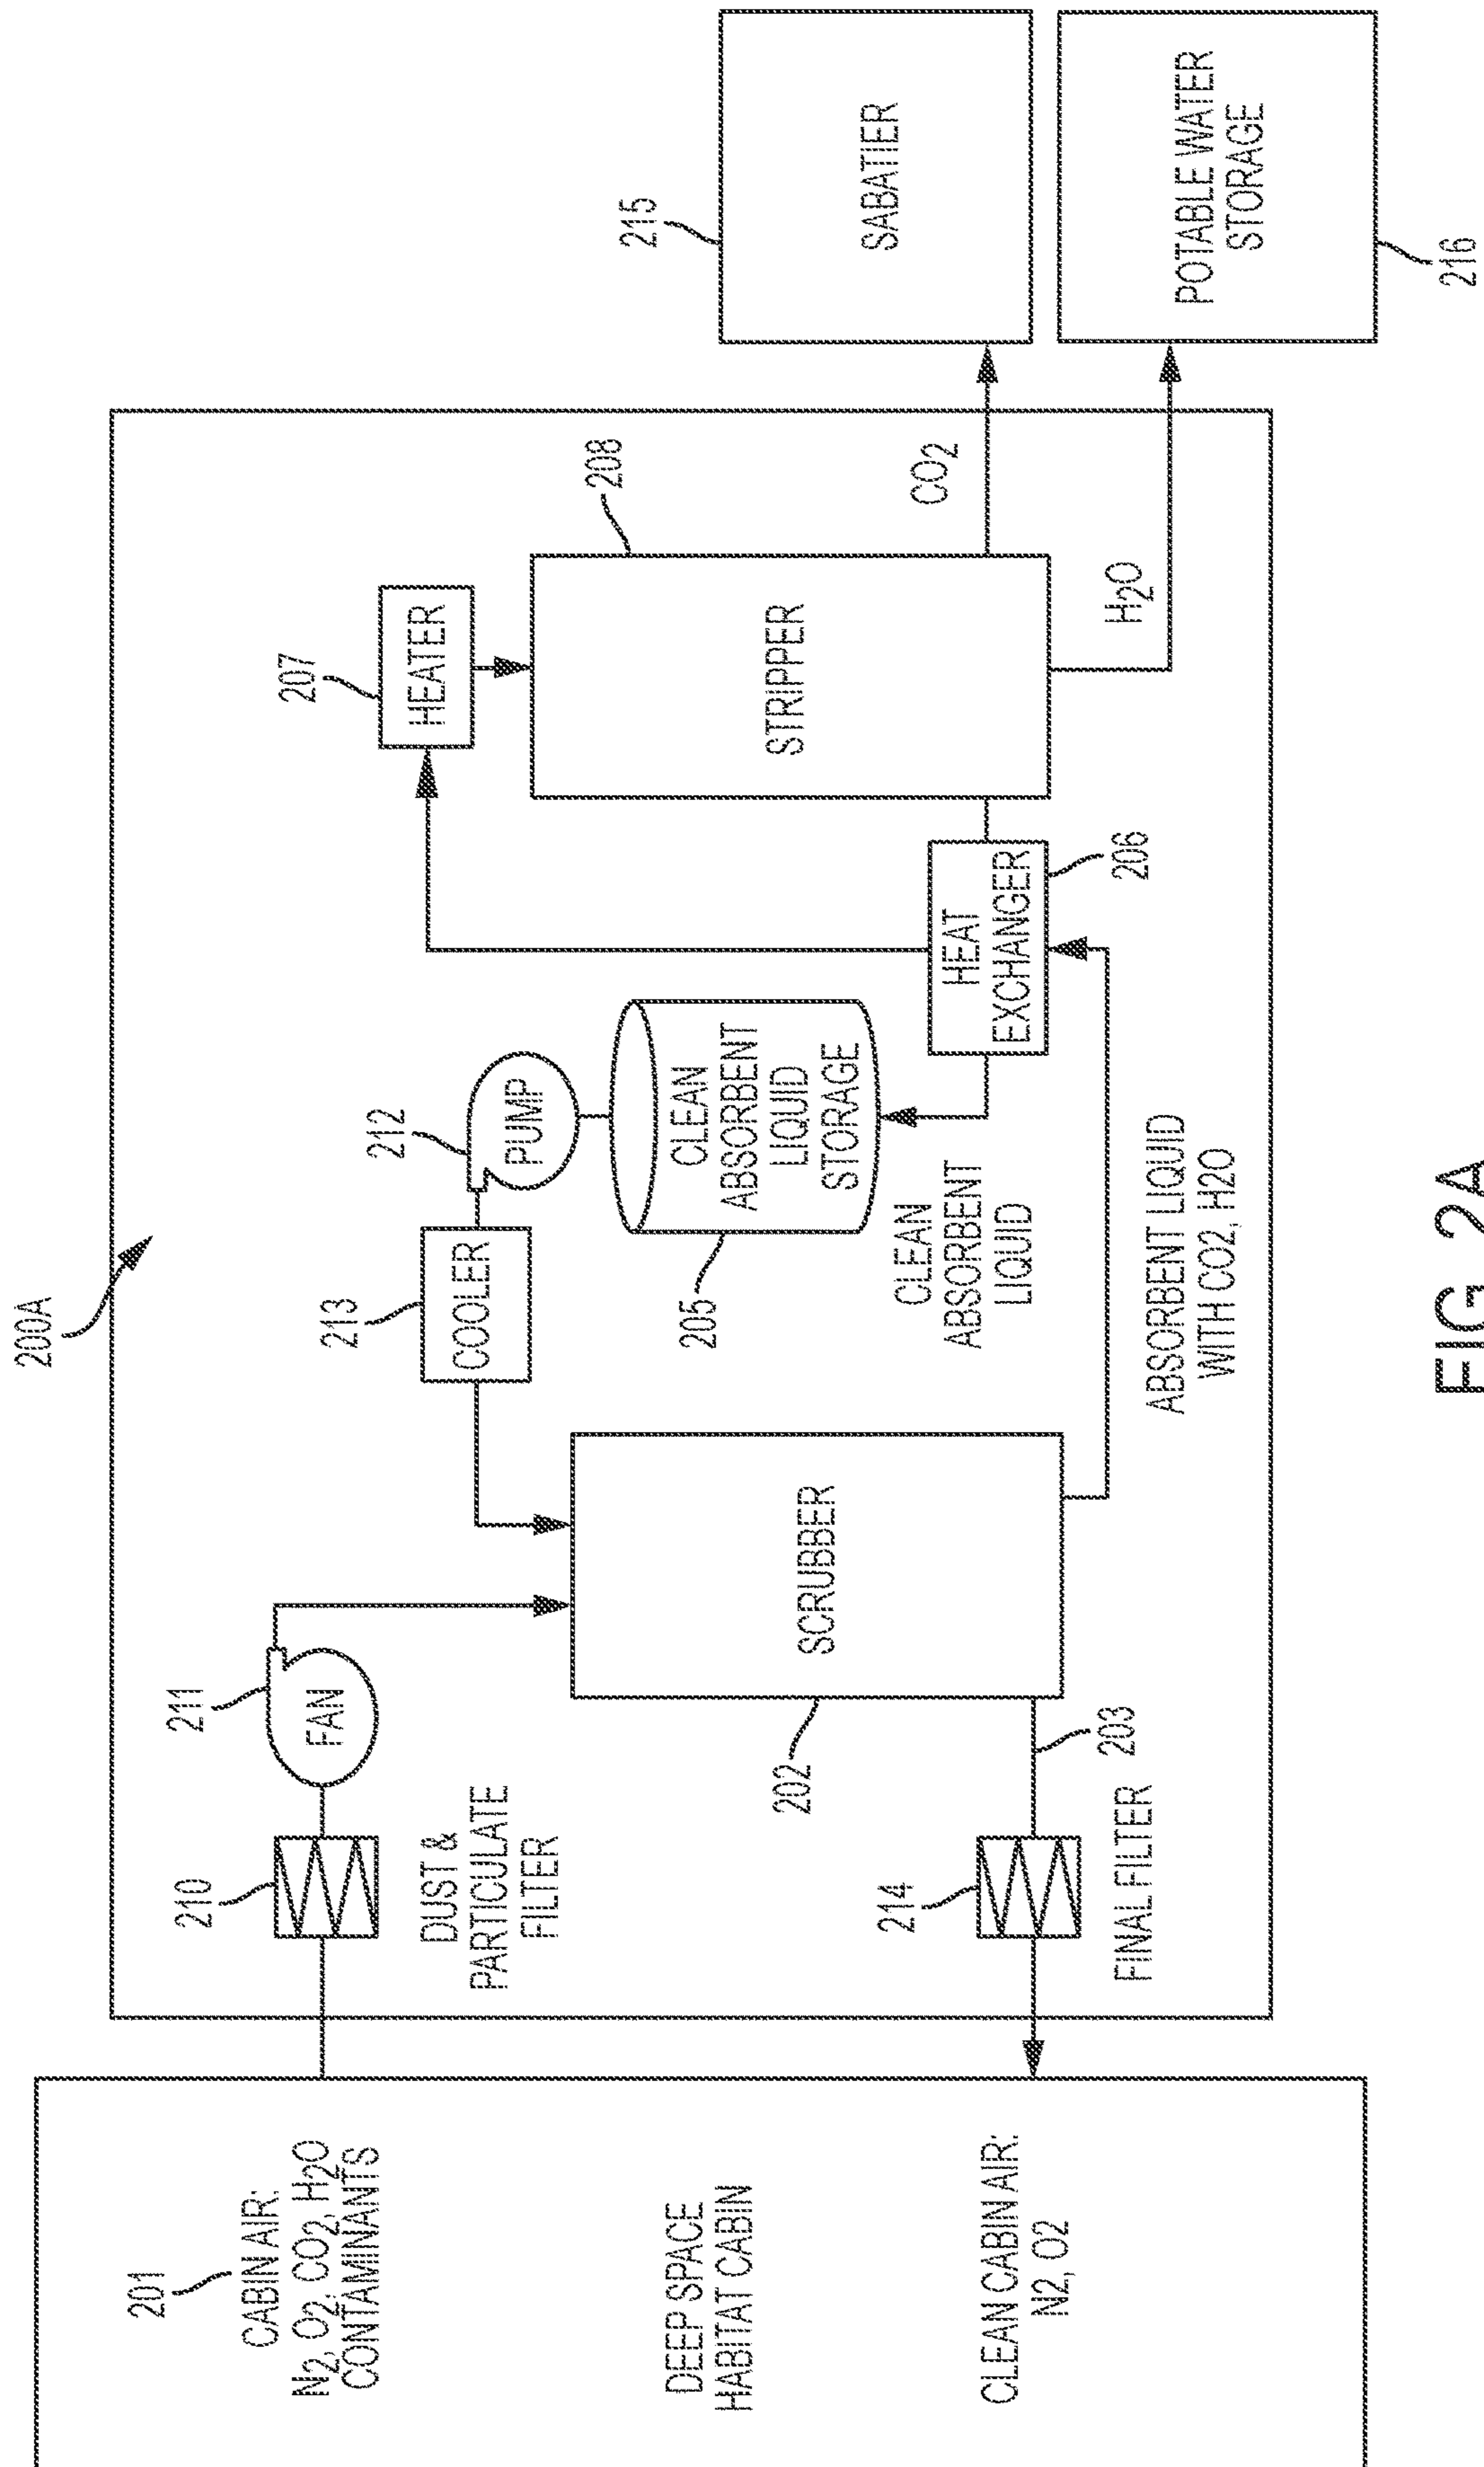 200A
201
CABIN AIR:
N2, O2, CO2, H2O
CONTAMINANTS
DEEP SPACE
HABITAT CABIN
CLEAN CABIN AIR:
N2, O2
210
DUST &
PARTICULATE
FILTER
211
FAN
214
FINAL FILTER
203
202
SCRUBBER
213
COOLER
212
PUMP
205
CLEAN
ABSORBENT
LIQUID
STORAGE
CLEAN
ABSORBENT
LIQUID
ABSORBENT LIQUID
WITH CO2, H2O
HEAT
EXCHANGER
206
207
HEATER
208
STRIPPER
CO2
H2O
215
SABATIER
POTABLE WATER
STORAGE
216
FIG. 2A